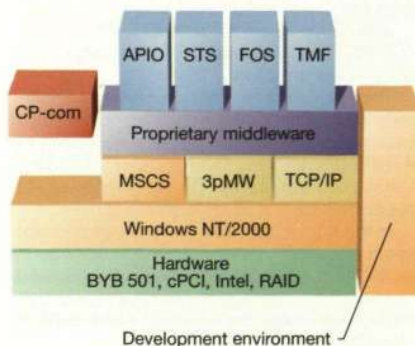 APIO STS FOS TMF
CP-com
Proprietary middleware
MSCS 3pMW TCP/IP
Windows NT/2000
Hardware
BYB 501, cPCI, Intel, RAID
Development environment